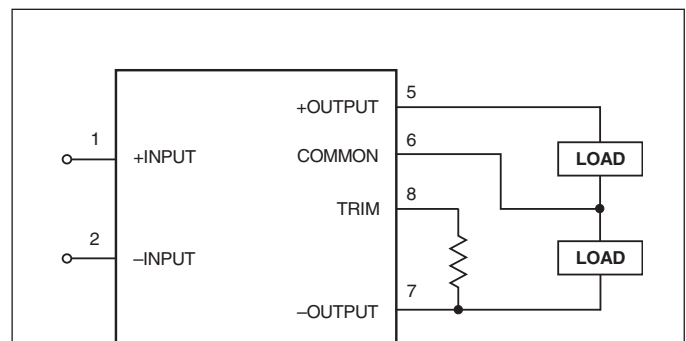 5
+OUTPUT
1
6
+INPUT
COMMON
LOAD
8
TRIM
2
–INPUT
LOAD
7
–OUTPUT